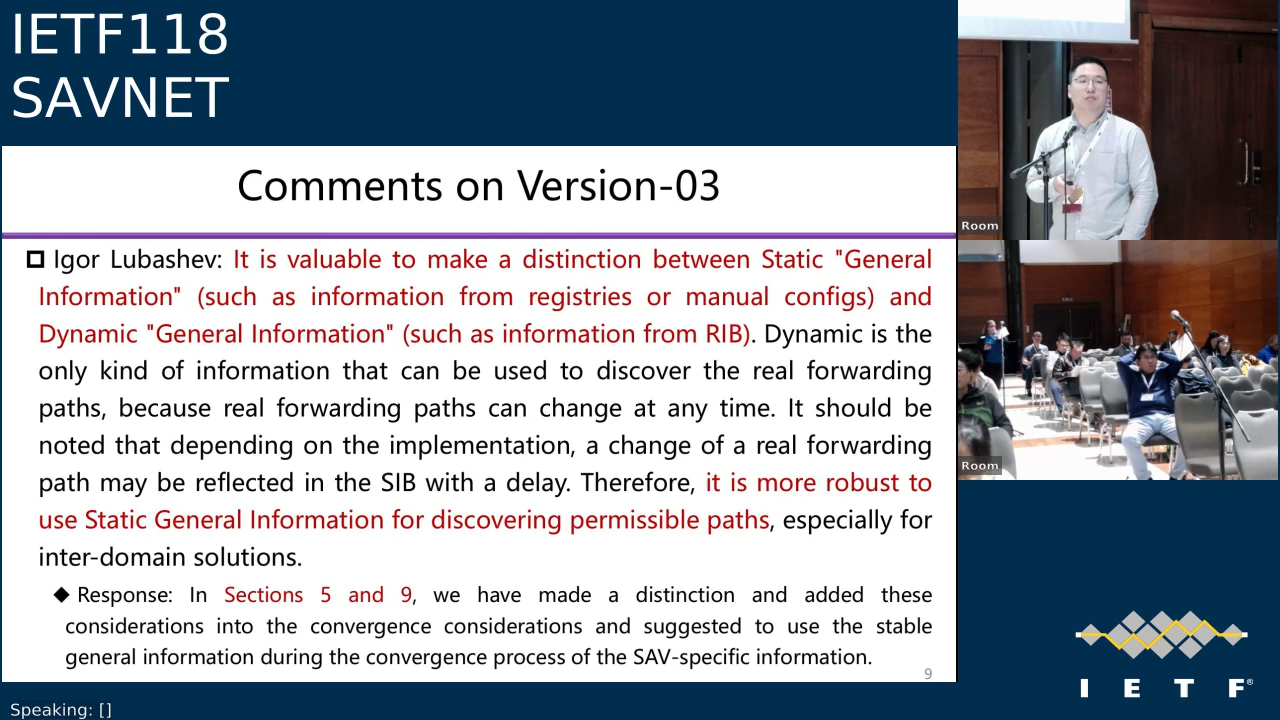 IETF118
SAVNET
Comments on Version-03
Igor Lubashev: It is valuable to make a distinction between Static "General
Information" (such as information from registries or manual configs) and
Dynamic "General Information" (such as information from RIB). Dynamic is the
only kind of information that can be used to discover the real forwarding
paths, because real forwarding paths can change at any time. It should be
noted that depending on the implementation, a change of a real forwarding
path may be reflected in the SIB with a delay. Therefore, it is more robust to
use Static General Information for discovering permissible paths, especially for
inter-domain solutions.
◆ Response: In Sections 5 and 9, we have made a distinction and added these
considerations into the convergence considerations and suggested to use the stable
general information during the convergence process of the SAV-specific information.
9
Room
Room
I E T F®
Speaking: []